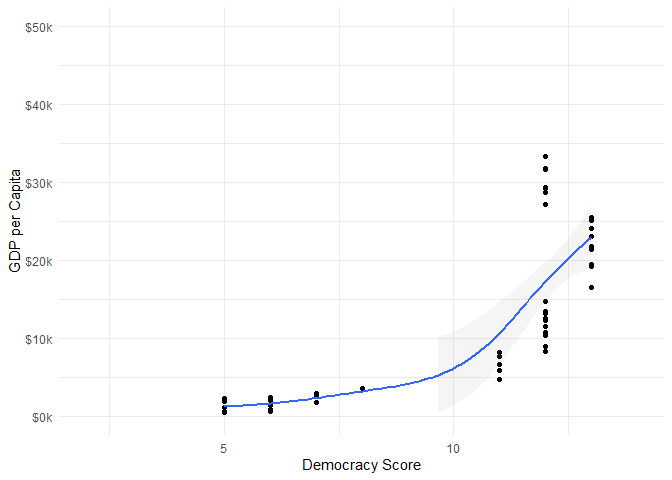 $50k
$40k
$30k
$20k
$10k
$0k
GDP per Capita
5 10
Democracy Score